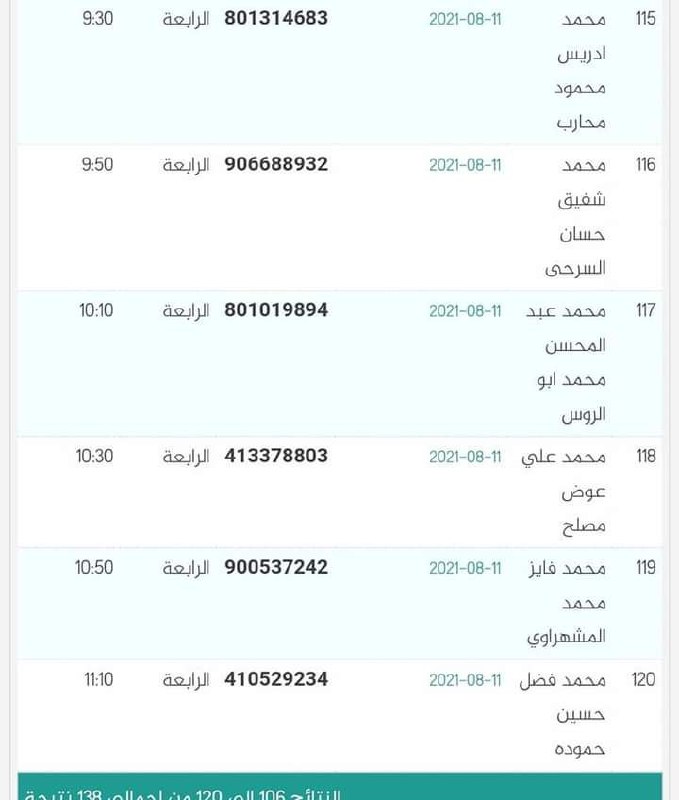 115 محمد 2021-08-11 801314683 الرابعة 9:30
ادريس
محمود
محارب
116 محمد 2021-08-11 906688932 الرابعة 9:50
شفيق
حسان
السرحى
117 محمد عبد 2021-08-11 801019894 الرابعة 10:10
المحسن
محمد ابو
الروس
118 محمد علي 2021-08-11 413378803 الرابعة 10:30
عوض
مصلح
119 محمد فايز 2021-08-11 900537242 الرابعة 10:50
محمد
المشهراوي
120 محمد فضل 2021-08-11 410529234 الرابعة 11:10
حسين
حموده
النتائج 106 الى 120 من اجمالي 138 نتيجة